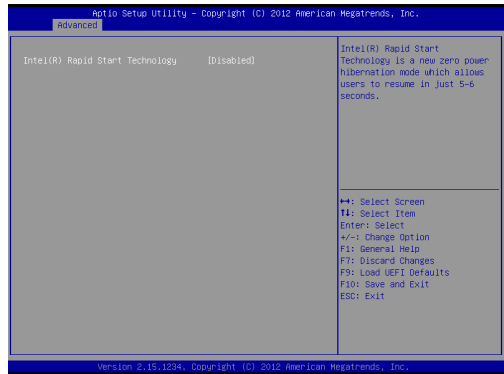 Aptio Setup Utility – Copyright (C) 2012 American Megatrends, Inc.
Advanced
Intel(R) Rapid Start Technology [Disabled]
Intel(R) Rapid Start
Technology is a new zero power
hibernation mode which allows
users to resume in just 5-6
seconds.
↔: Select Screen
↑↓: Select Item
Enter: Select
+/-: Change Option
F1: General Help
F7: Discard Changes
F9: Load UEFI Defaults
F10: Save and Exit
ESC: Exit
Version 2.15.1234. Copyright (C) 2012 American Megatrends, Inc.